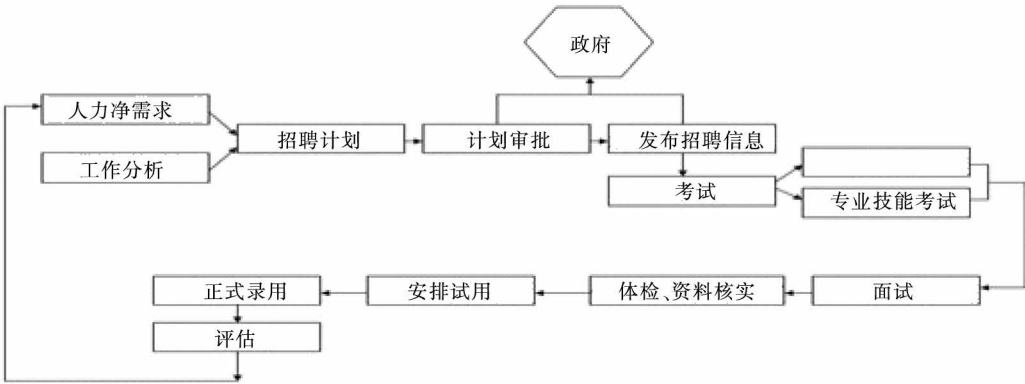 政府
人力净需求
招聘计划
计划审批
发布招聘信息
工作分析
考试
专业技能考试
正式录用
安排试用
体检、资料核实
面试
评估